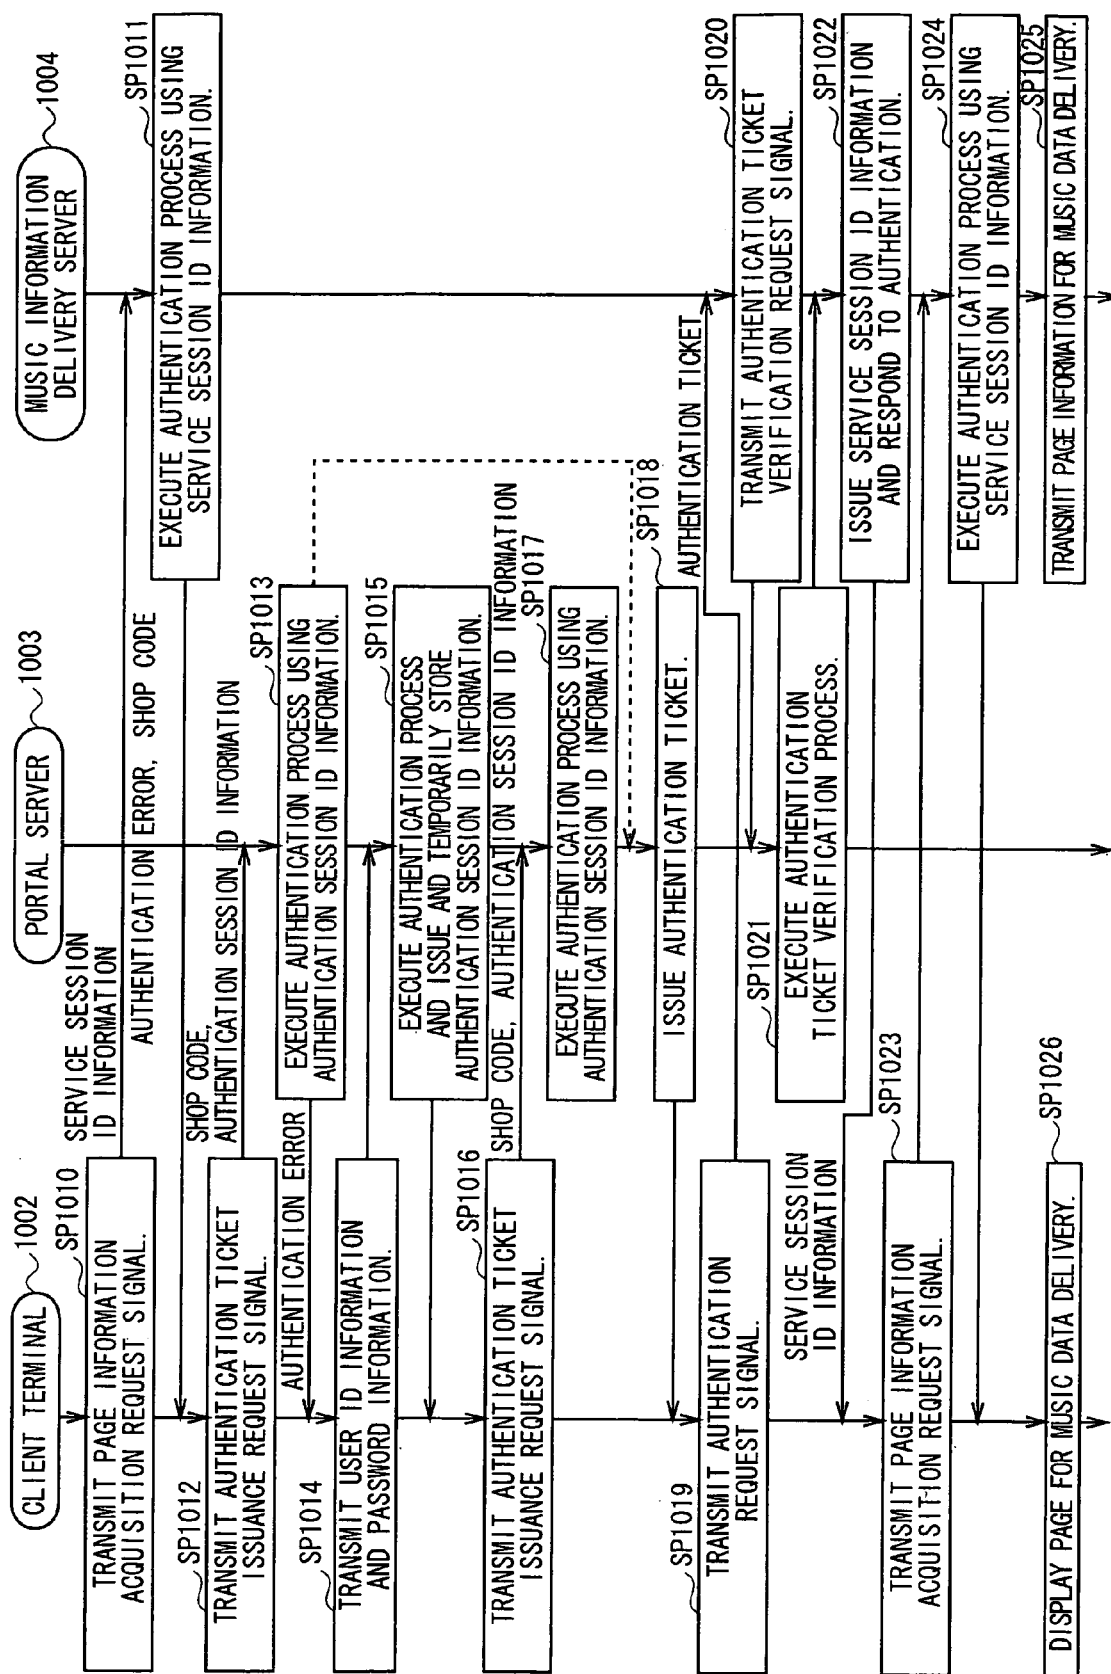 CLIENT TERMINAL
1002
PORTAL SERVER
1003
MUSIC INFORMATION
DELIVERY SERVER
1004
SP1010
TRANSMIT PAGE INFORMATION
ACQUISITION REQUEST SIGNAL.
SERVICE SESSION
ID INFORMATION
SP1011
EXECUTE AUTHENTICATION PROCESS USING
SERVICE SESSION ID INFORMATION.
AUTHENTICATION ERROR, SHOP CODE
SP1012
TRANSMIT AUTHENTICATION TICKET
ISSUANCE REQUEST SIGNAL.
SHOP CODE,
AUTHENTICATION SESSION ID INFORMATION
SP1013
EXECUTE AUTHENTICATION PROCESS USING
AUTHENTICATION SESSION ID INFORMATION.
AUTHENTICATION ERROR
SP1014
TRANSMIT USER ID INFORMATION
AND PASSWORD INFORMATION.
SP1015
EXECUTE AUTHENTICATION PROCESS
AND ISSUE AND TEMPORARILY STORE
AUTHENTICATION SESSION ID INFORMATION.
SP1016
TRANSMIT AUTHENTICATION TICKET
ISSUANCE REQUEST SIGNAL.
SHOP CODE, AUTHENTICATION SESSION ID INFORMATION
SP1017
EXECUTE AUTHENTICATION PROCESS USING
AUTHENTICATION SESSION ID INFORMATION.
SP1018
ISSUE AUTHENTICATION TICKET.
SP1019
TRANSMIT AUTHENTICATION
REQUEST SIGNAL.
AUTHENTICATION TICKET
SP1020
TRANSMIT AUTHENTICATION TICKET
VERIFICATION REQUEST SIGNAL.
SP1021
EXECUTE AUTHENTICATION
TICKET VERIFICATION PROCESS.
SP1022
ISSUE SERVICE SESSION ID INFORMATION
AND RESPOND TO AUTHENTICATION.
SERVICE SESSION
ID INFORMATION
SP1023
TRANSMIT PAGE INFORMATION
ACQUISITION REQUEST SIGNAL.
SP1024
EXECUTE AUTHENTICATION PROCESS USING
SERVICE SESSION ID INFORMATION.
SP1025
TRANSMIT PAGE INFORMATION FOR MUSIC DATA DELIVERY.
SP1026
DISPLAY PAGE FOR MUSIC DATA DELIVERY.